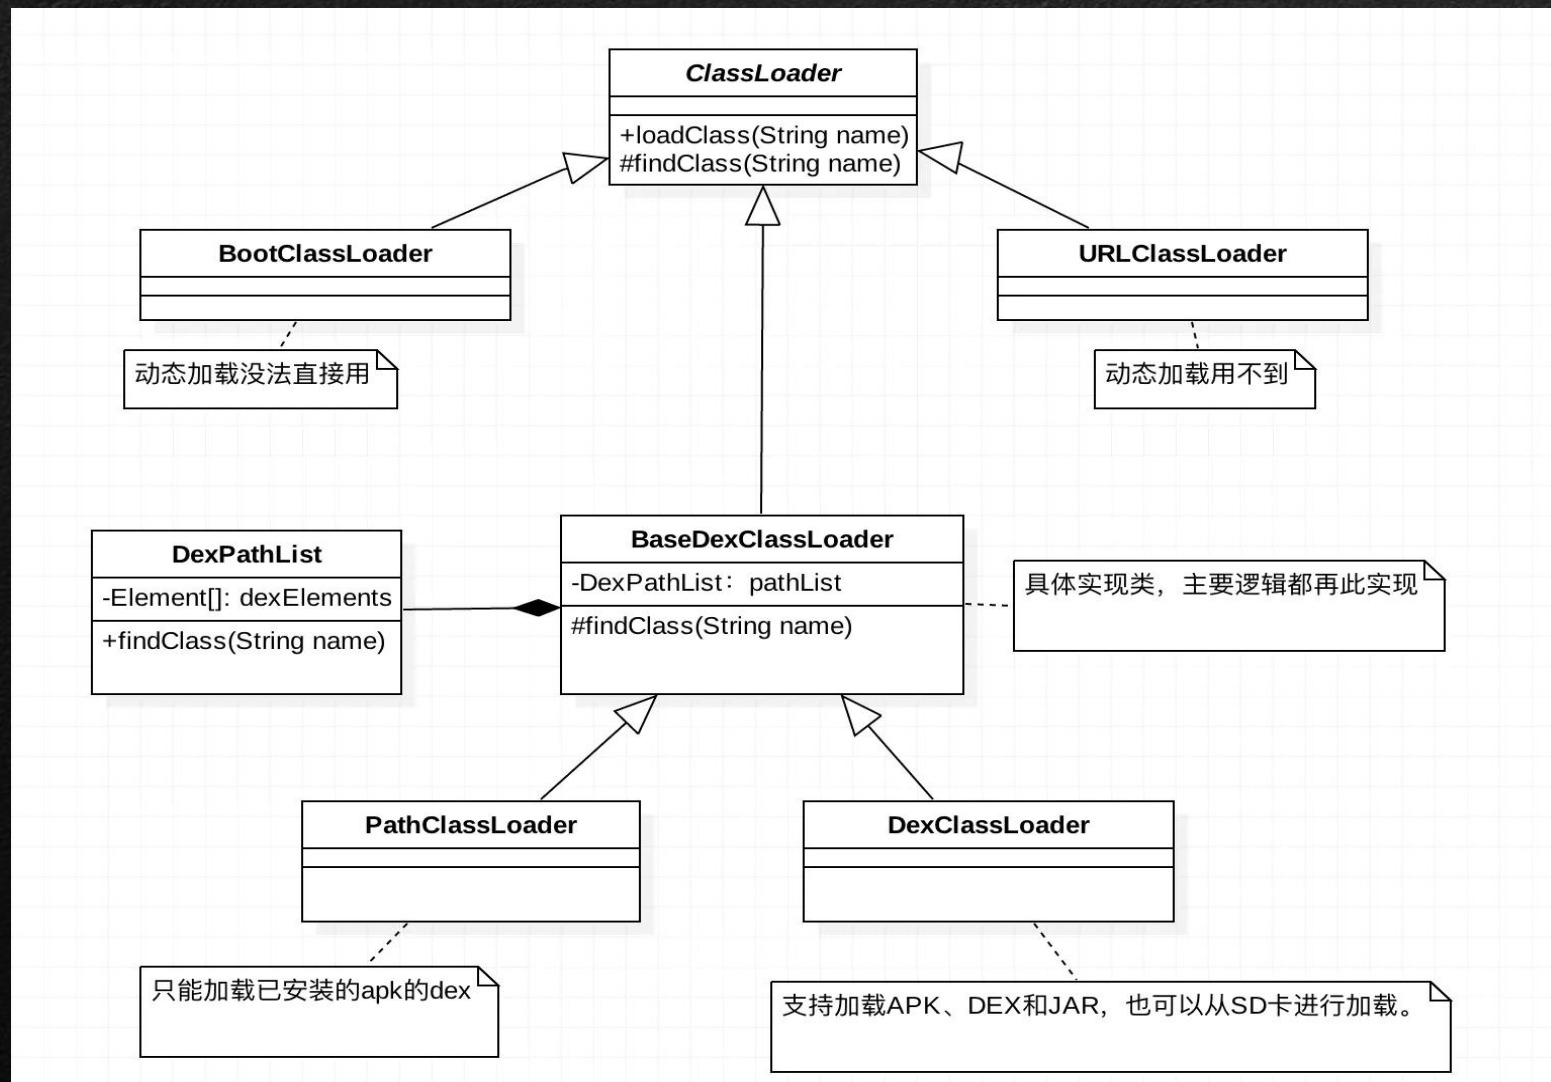 ClassLoader
+loadClass(String name)
#findClass(String name)
BootClassLoader
URLClassLoader
动态加载没法直接用
动态加载用不到
DexPathList
-Element[]: dexElements
+findClass(String name)
BaseDexClassLoader
-DexPathList：pathList
#findClass(String name)
具体实现类，主要逻辑都再此实现
PathClassLoader
DexClassLoader
只能加载已安装的apk的dex
支持加载APK、DEX和JAR，也可以从SD卡进行加载。